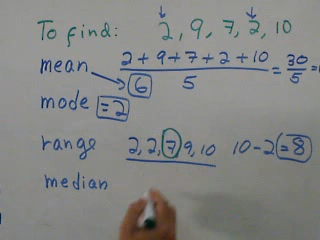 To find: 2, 9, 7, 2, 10
mean 2+9+7+2+10 / 5 = 30/5 =
6
mode =2
range 2,2,7,9,10 10-2=8
median